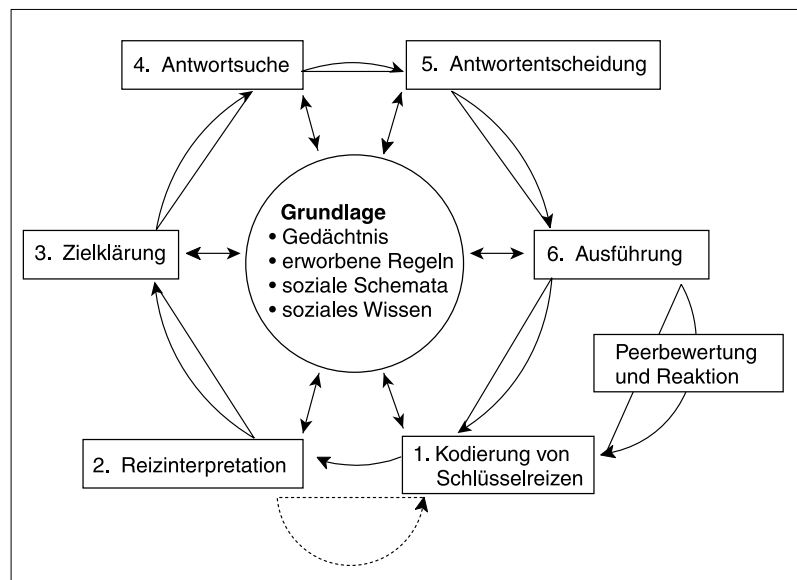 4. Antwortsuche
5. Antwortentscheidung
Grundlage
• Gedächtnis
• erworbene Regeln
• soziale Schemata
• soziales Wissen
3. Zielklärung
6. Ausführung
Peerbewertung
und Reaktion
2. Reizinterpretation
1. Kodierung von
Schlüsselreizen